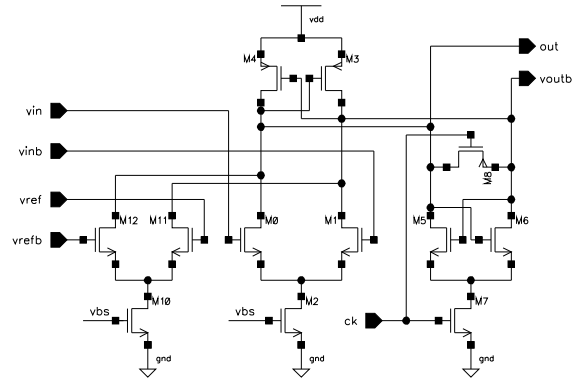 vdd
out
M4
M3
voutb
vin
vinb
M8
vref
M12
M11
M0
M1
M5
M6
vrefb
M10
M2
M7
vbs
vbs
ck
gnd
gnd
gnd